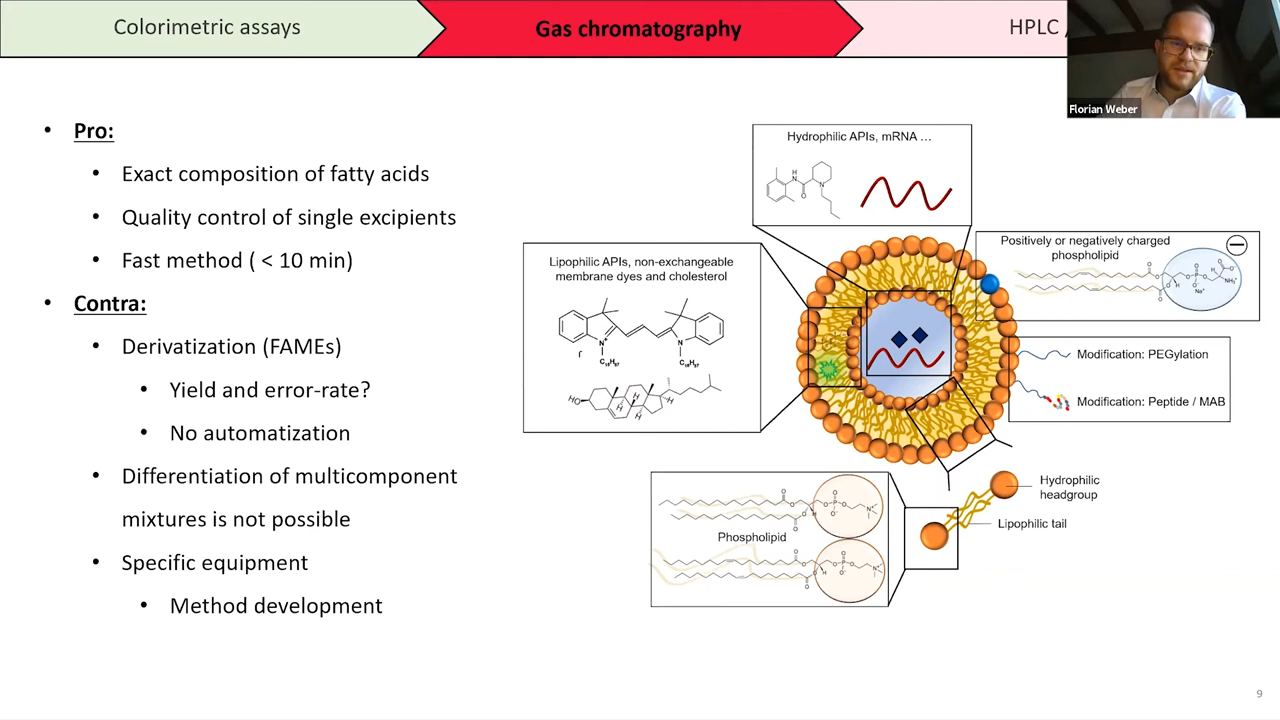 Colorimetric assays
Gas chromatography
HPLC
Florian Weber
• Pro:
• Exact composition of fatty acids
• Quality control of single excipients
• Fast method ( < 10 min)
• Contra:
• Derivatization (FAMEs)
• Yield and error-rate?
• No automatization
• Differentiation of multicomponent
mixtures is not possible
• Specific equipment
• Method development
Hydrophilic APIs, mRNA …
Lipophilic APIs, non-exchangeable
membrane dyes and cholesterol
Positively or negatively charged
phospholipid
Modification: PEGylation
Modification: Peptide / MAB
Phospholipid
Hydrophilic
headgroup
Lipophilic tail
9